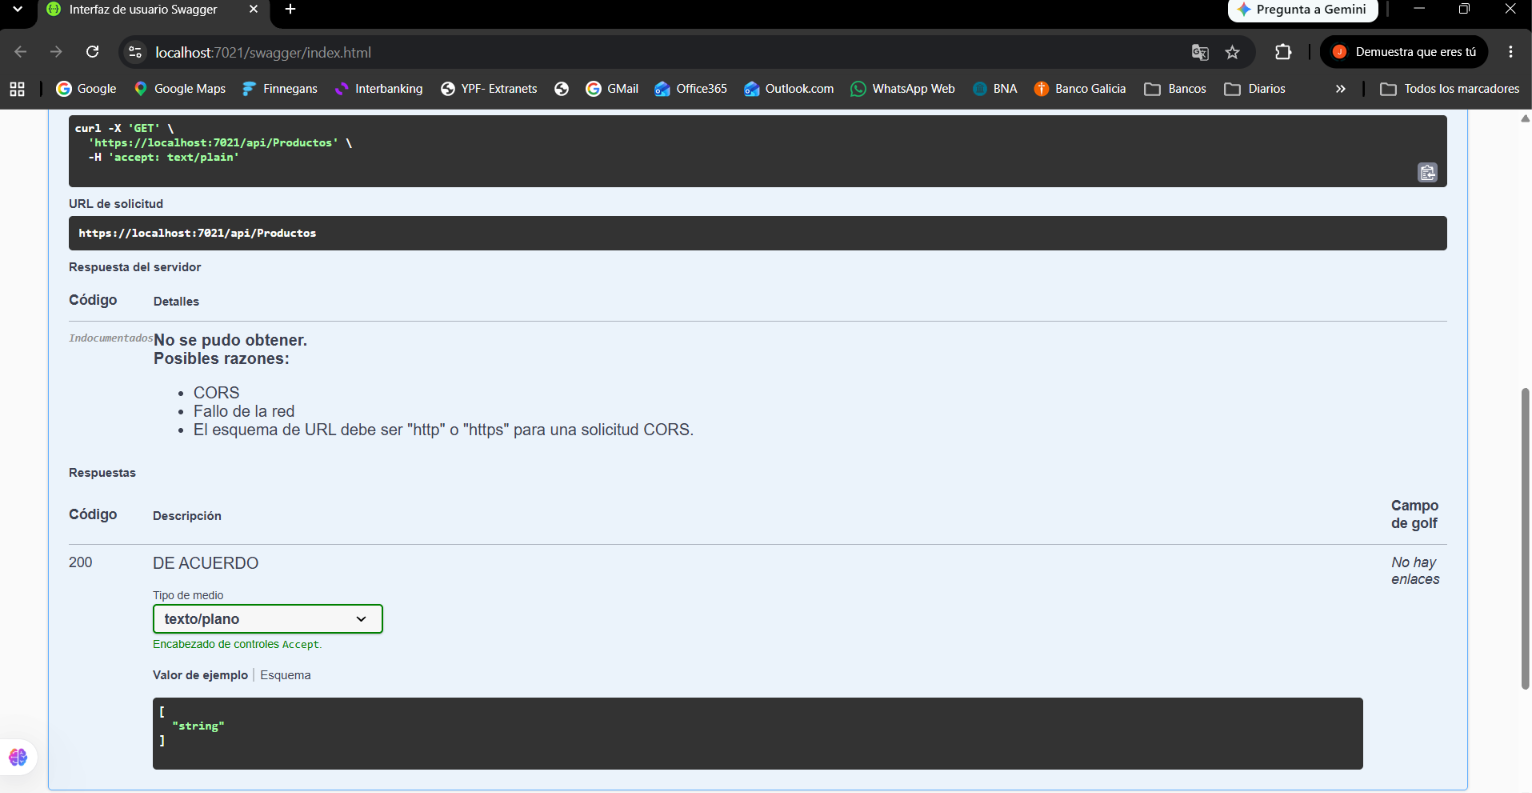 Interfaz de usuario Swagger
Pregunta a Gemini
localhost:7021/swagger/index.html
J
Demuestra que eres tú
Google
Google Maps
Finnegans
Interbanking
YPF- Extranets
GMail
Office365
Outlook.com
WhatsApp Web
BNA
Banco Galicia
Bancos
Diarios
»
Todos los marcadores
curl -X 'GET' \
'https://localhost:7021/api/Productos' \
-H 'accept: text/plain'
URL de solicitud
https://localhost:7021/api/Productos
Respuesta del servidor
Código Detalles
Indocumentados No se pudo obtener.
Posibles razones:
• CORS
• Fallo de la red
• El esquema de URL debe ser "http" o "https" para una solicitud CORS.
Respuestas
Código Descripción Campo
de golf
200 DE ACUERDO No hay
enlaces
Tipo de medio
texto/plano
Encabezado de controles Accept.
Valor de ejemplo | Esquema
[
"string"
]